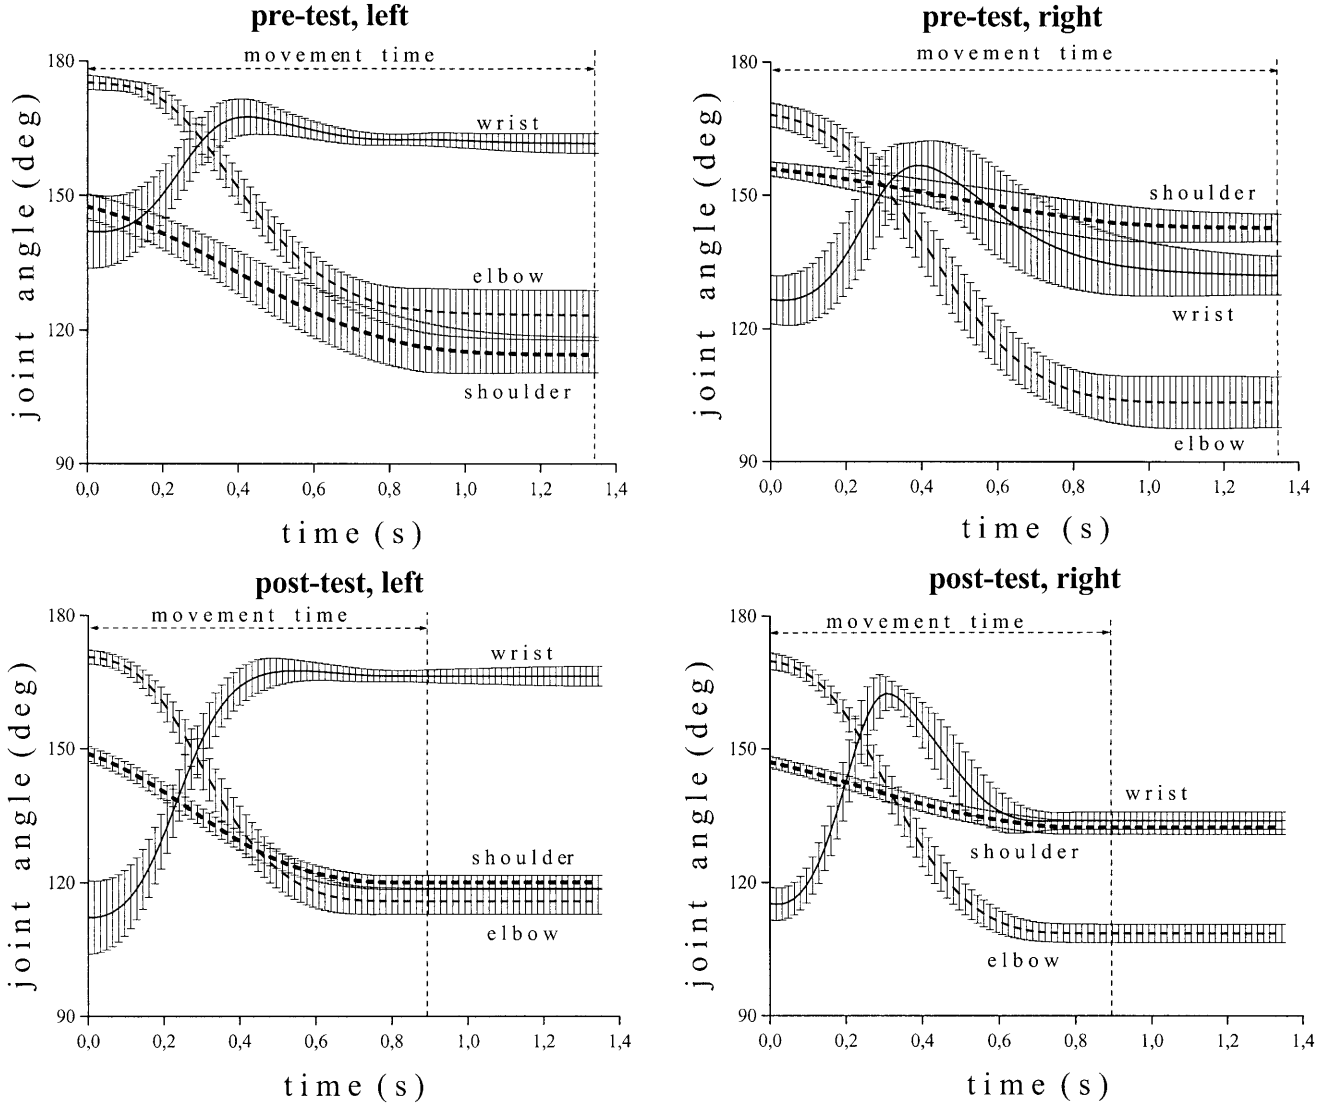 pre-test, left
movement time
180
150
120
90
joint angle (deg)
wrist
elbow
shoulder
0,0 0,2 0,4 0,6 0,8 1,0 1,2 1,4
time (s)
pre-test, right
movement time
180
150
120
90
joint angle (deg)
shoulder
wrist
elbow
0,0 0,2 0,4 0,6 0,8 1,0 1,2 1,4
time (s)
post-test, left
movement time
180
150
120
90
joint angle (deg)
wrist
shoulder
elbow
0,0 0,2 0,4 0,6 0,8 1,0 1,2 1,4
time (s)
post-test, right
movement time
180
150
120
90
joint angle (deg)
wrist
shoulder
elbow
0,0 0,2 0,4 0,6 0,8 1,0 1,2 1,4
time (s)